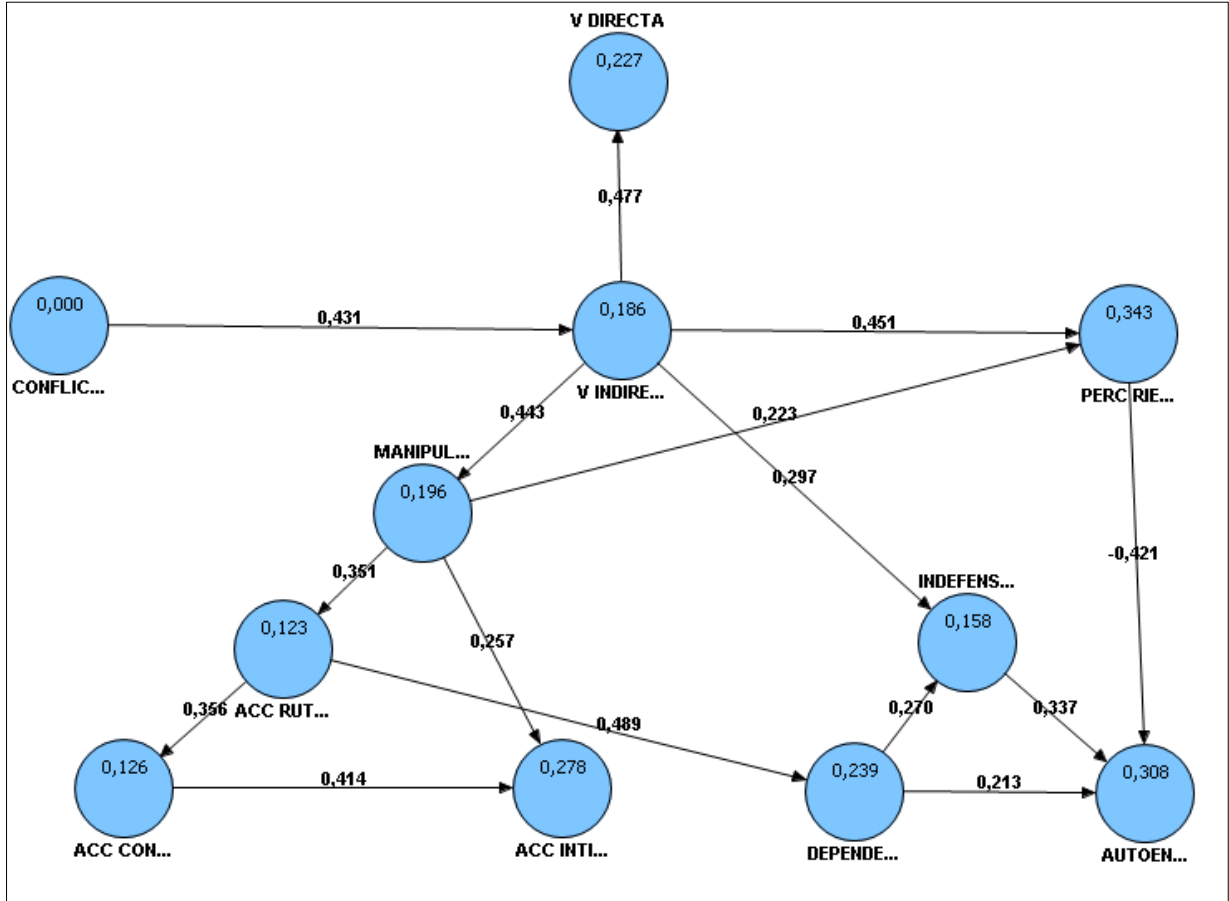 V DIRECTA
0,227
0,477
0,000
0,431
0,186
0,451
0,343
CONFLIC...
V INDIRE...
PERC RIE...
0,443
0,223
MANIPUL...
0,297
0,196
-0,421
0,351
INDEFENS...
0,123
0,257
0,158
0,356
ACC RUT...
0,489
0,270
0,337
0,126
0,414
0,278
0,239
0,213
0,308
ACC CON...
ACC INTI...
DEPENDE...
AUTOEN...